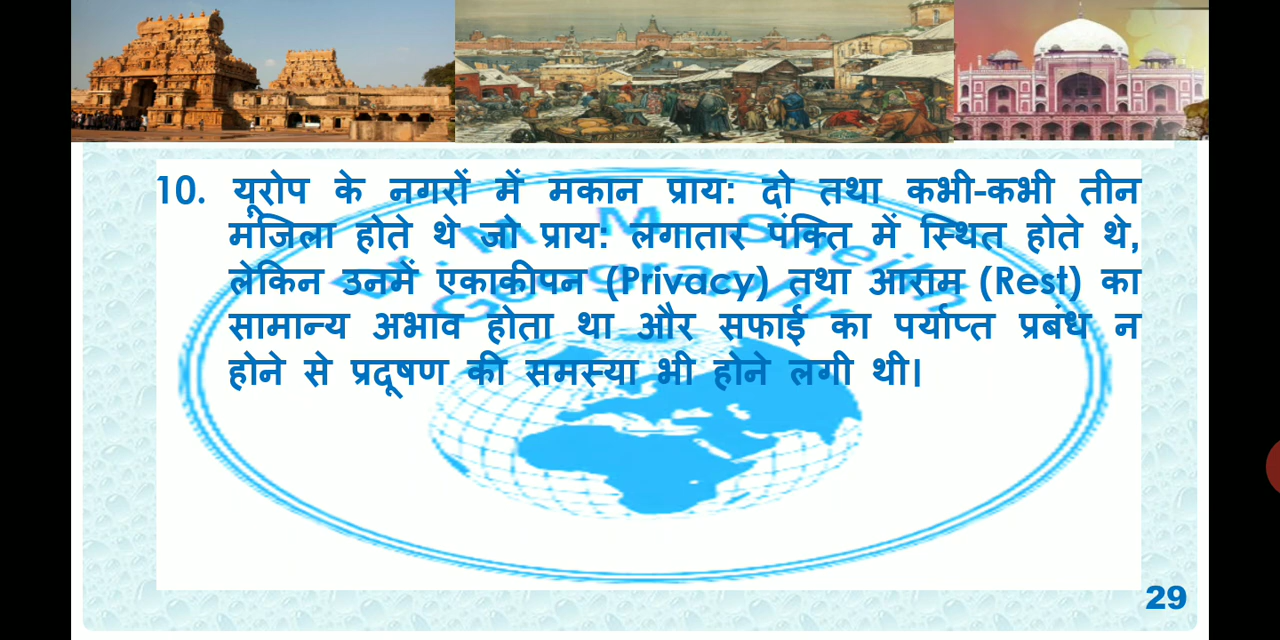 10. यूरोप के नगरों में मकान प्राय: दो तथा कभी-कभी तीन
मंजिला होते थे जो प्राय: लगातार पंक्ति में स्थित होते थे,
लेकिन उनमें एकाकीपन (Privacy) तथा आराम (Rest) का
सामान्य अभाव होता था और सफाई का पर्याप्त प्रबंध न
होने से प्रदूषण की समस्या भी होने लगी थी।
29